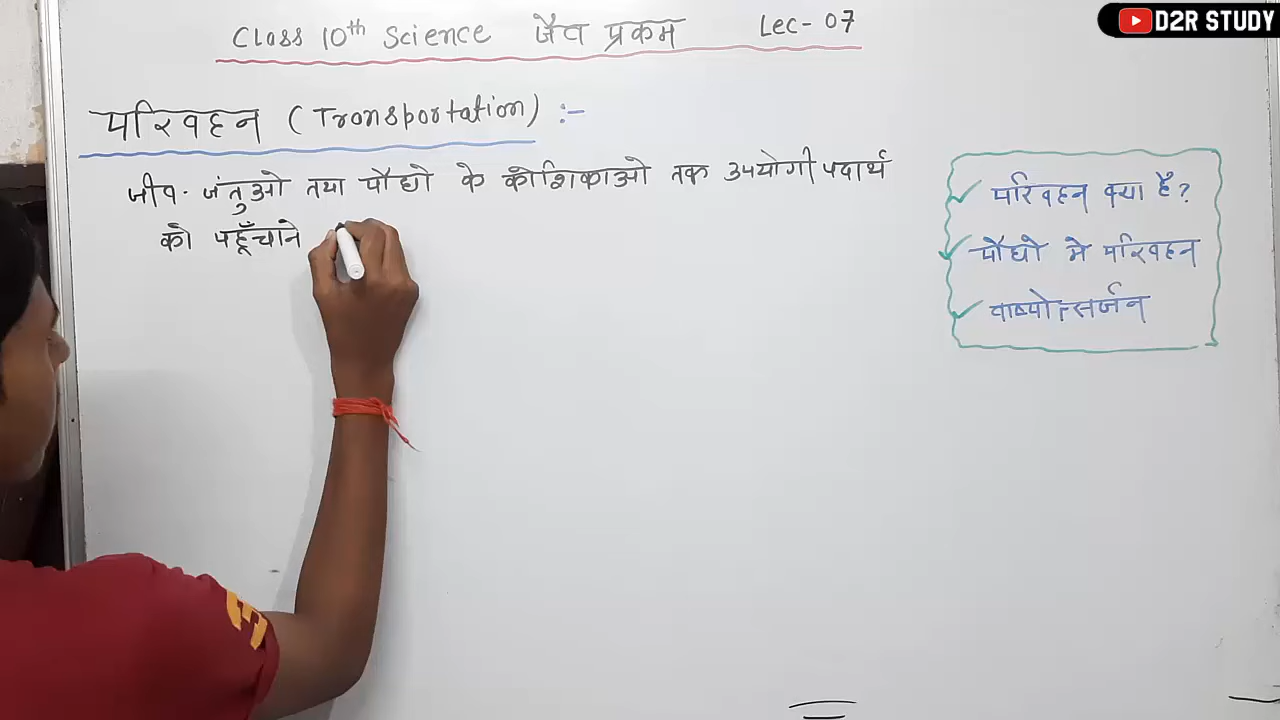 Class 10th Science जैव प्रक्रम Lec-07
D2R STUDY
परिवहन (Transportation) :-
जीव-जंतुओ तथा पौधो के कोशिकाओ तक उपयोगी पदार्थ
को पहूँचाने
परिवहन क्या है?
पौधो मे परिवहन
वाष्पोत्सर्जन